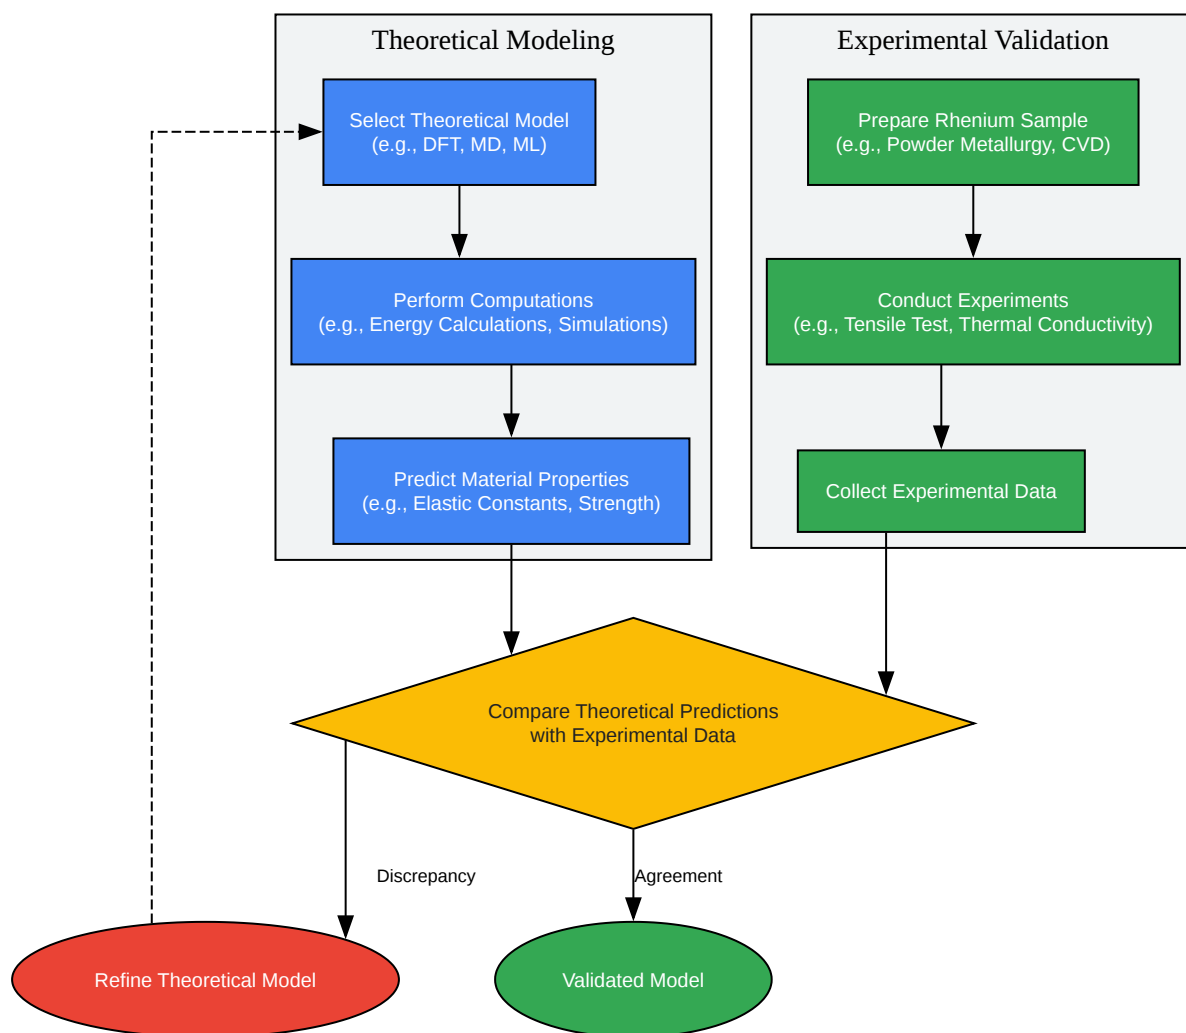 Theoretical Modeling
Select Theoretical Model
(e.g., DFT, MD, ML)
Perform Computations
(e.g., Energy Calculations, Simulations)
Predict Material Properties
(e.g., Elastic Constants, Strength)
Experimental Validation
Prepare Rhenium Sample
(e.g., Powder Metallurgy, CVD)
Conduct Experiments
(e.g., Tensile Test, Thermal Conductivity)
Collect Experimental Data
Compare Theoretical Predictions
with Experimental Data
Discrepancy
Agreement
Refine Theoretical Model
Validated Model